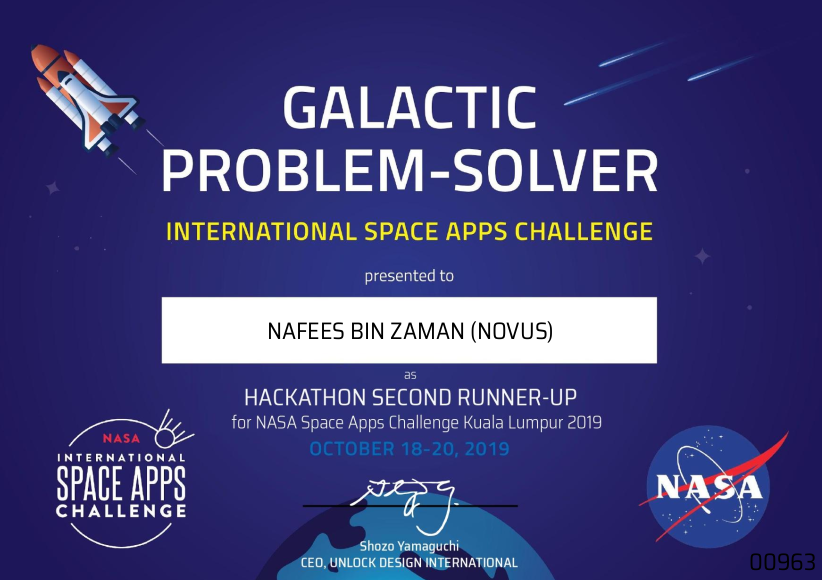 GALACTIC
PROBLEM-SOLVER
INTERNATIONAL SPACE APPS CHALLENGE
presented to
NAFEES BIN ZAMAN (NOVUS)
as
HACKATHON SECOND RUNNER-UP
for NASA Space Apps Challenge Kuala Lumpur 2019
OCTOBER 18-20, 2019
NASA
INTERNATIONAL
SPACE APPS
CHALLENGE
NASA
Shozo Yamaguchi
CEO, UNLOCK DESIGN INTERNATIONAL
00963